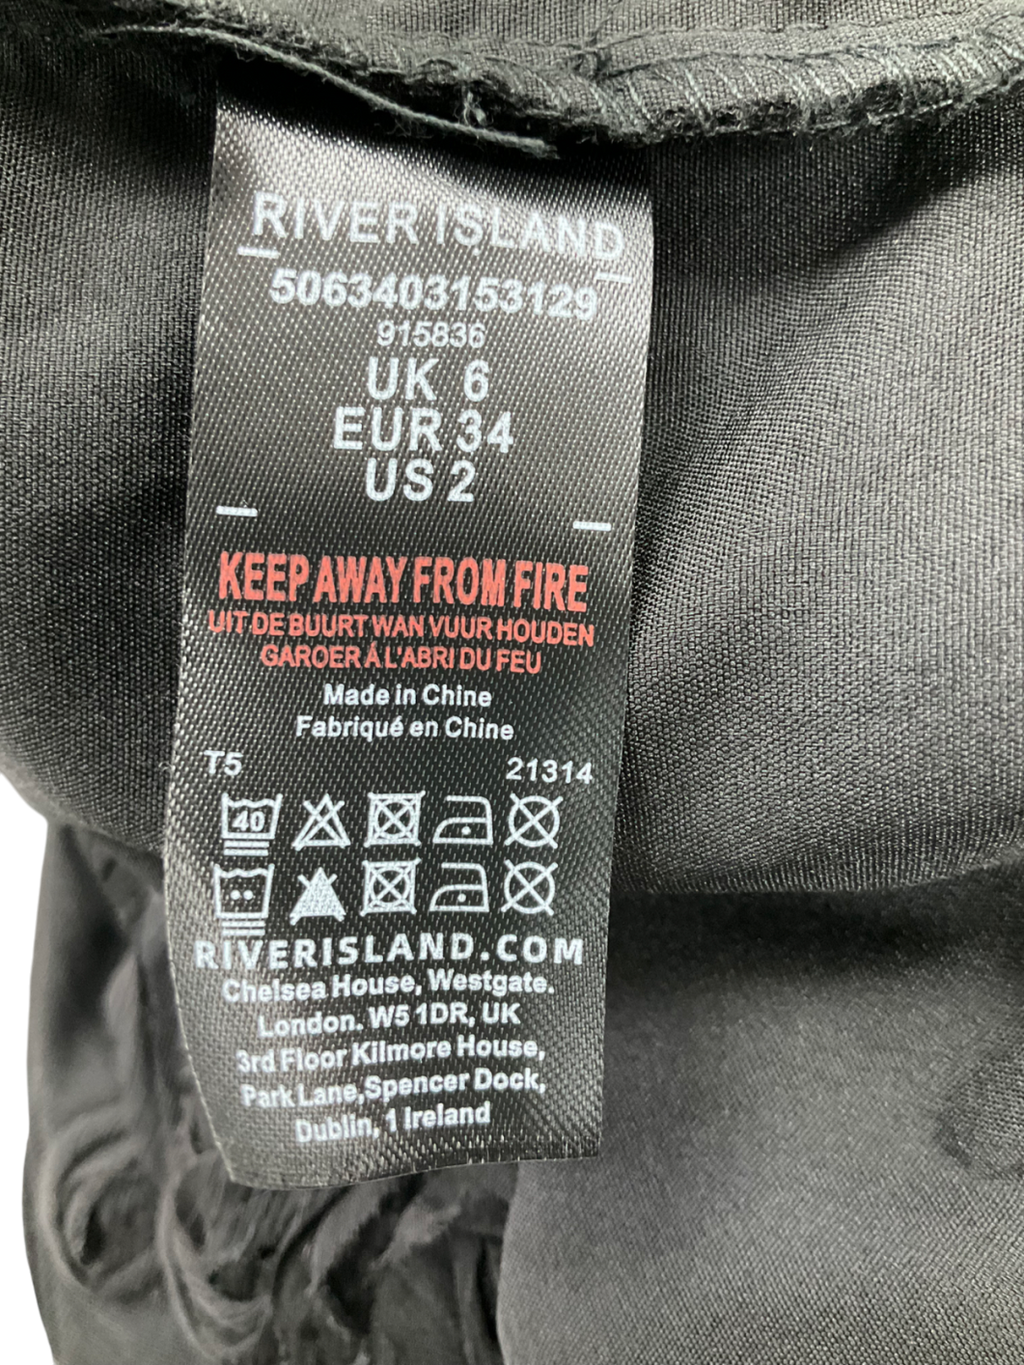 RIVER ISLAND
5063403153129
915836
UK 6
EUR 34
US 2
KEEP AWAY FROM FIRE
UIT DE BUURT WAN VUUR HOUDEN
GAROER À L'ABRI DU FEU
Made in Chine
Fabriqué en Chine
T5 21314
40
RIVERISLAND.COM
Chelsea House, Westgate.
London. W5 1DR, UK
3rd Floor Kilmore House,
Park Lane,Spencer Dock,
Dublin, 1 Ireland